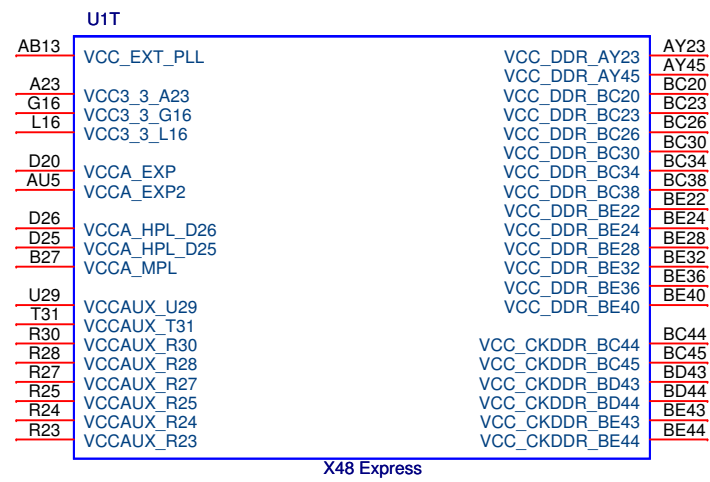 U1T
AB13 VCC_EXT_PLL VCC_DDR_AY23 AY23
VCC_DDR_AY45 AY45
A23 VCC3_3_A23 VCC_DDR_BC20 BC20
G16 VCC3_3_G16 VCC_DDR_BC23 BC23
L16 VCC3_3_L16 VCC_DDR_BC26 BC26
VCC_DDR_BC30 BC30
D20 VCCA_EXP VCC_DDR_BC34 BC34
AU5 VCCA_EXP2 VCC_DDR_BC38 BC38
VCC_DDR_BE22 BE22
D26 VCCA_HPL_D26 VCC_DDR_BE24 BE24
D25 VCCA_HPL_D25 VCC_DDR_BE28 BE28
B27 VCCA_MPL VCC_DDR_BE32 BE32
VCC_DDR_BE36 BE36
U29 VCCAUX_U29 VCC_DDR_BE40 BE40
T31 VCCAUX_T31
R30 VCCAUX_R30 VCC_CKDDR_BC44 BC44
R28 VCCAUX_R28 VCC_CKDDR_BC45 BC45
R27 VCCAUX_R27 VCC_CKDDR_BD43 BD43
R25 VCCAUX_R25 VCC_CKDDR_BD44 BD44
R24 VCCAUX_R24 VCC_CKDDR_BE43 BE43
R23 VCCAUX_R23 VCC_CKDDR_BE44 BE44
X48 Express